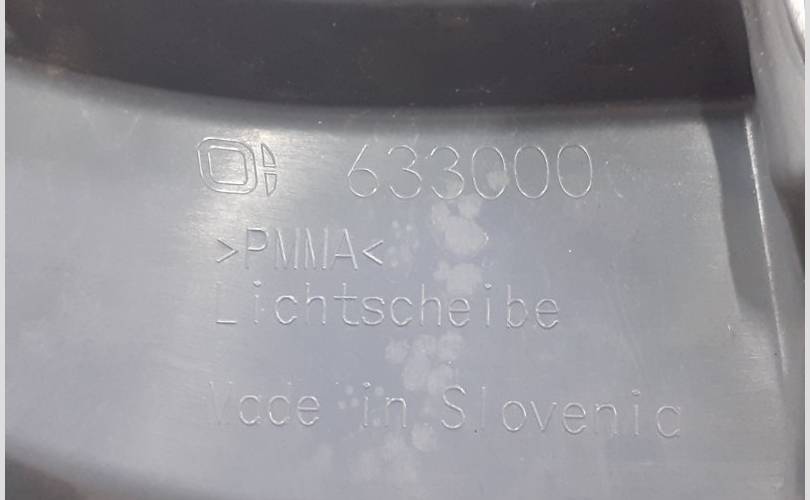 633000
>PMMA<
Lichtscheibe
Made in Slovenia